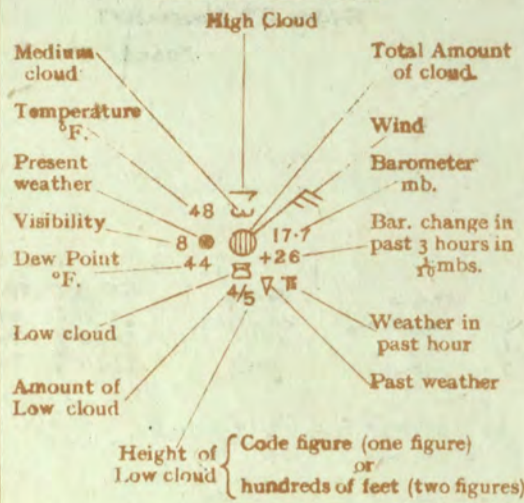 High Cloud
Medium cloud
Total Amount of cloud.
Temperature °F.
Wind
Present weather
Barometer mb.
48
Visibility
8
17·7
Bar. change in past 3 hours in 1/10 mbs.
+26
Dew Point °F.
44
4/5
Low cloud
Weather in past hour
Amount of Low cloud
Past weather
Height of Low cloud
Code figure (one figure)
or
hundreds of feet (two figures)